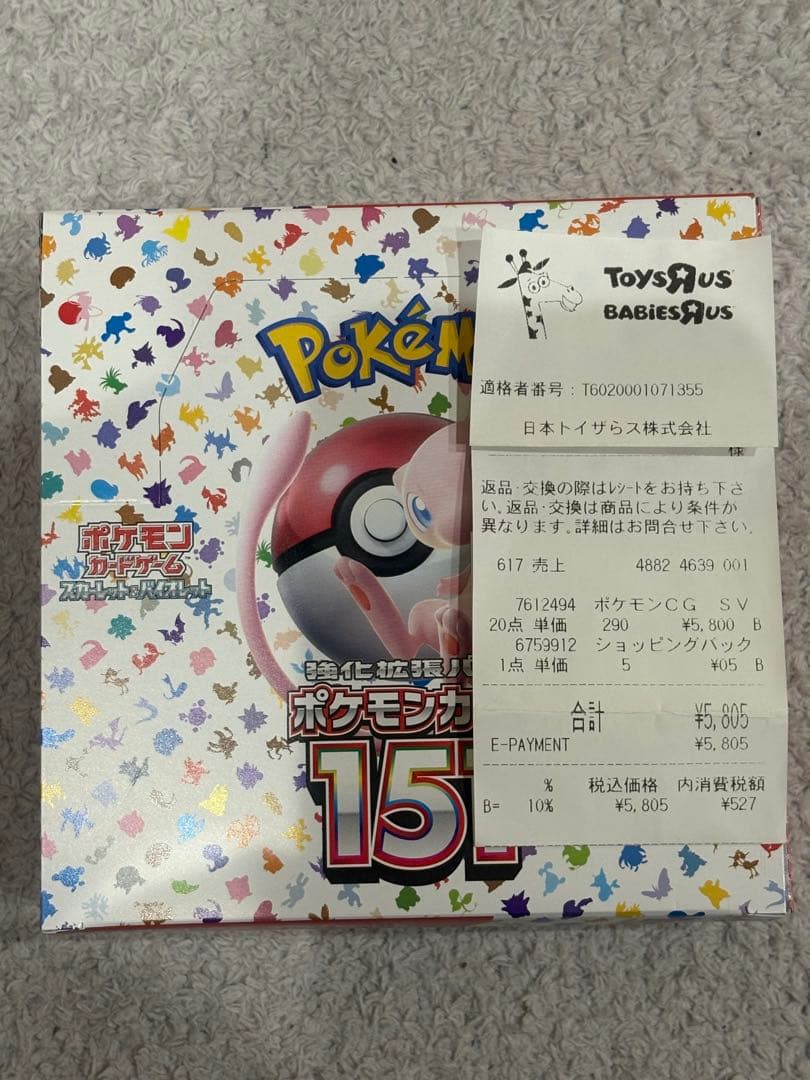 POKÉM
ポケモン
カードゲーム
スカーレット&バイオレット
強化拡張パ
ポケモンカ
151
TOYSЯUS
BABIESЯUS
適格者番号 : T6020001071355
日本トイザらス株式会社
様
返品·交換の際はレシートをお持ち下さ
い。返品·交換は商品により条件が
異なります。詳細はお問合せ下さい。
617 売上 4882 4639 001
7612494 ポケモンCG SV
20点 単価 290 ¥5,800 B
6759912 ショッピングバック
1点 単価 5 ¥05 B
合計 ¥5,805
E-PAYMENT ¥5,805
% 税込価格 内消費税額
B= 10% ¥5,805 ¥527